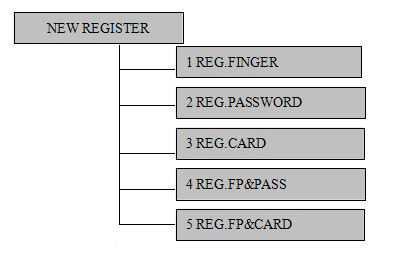 NEW REGISTER
1 REG.FINGER
2 REG.PASSWORD
3 REG.CARD
4 REG.FP&PASS
5 REG.FP&CARD